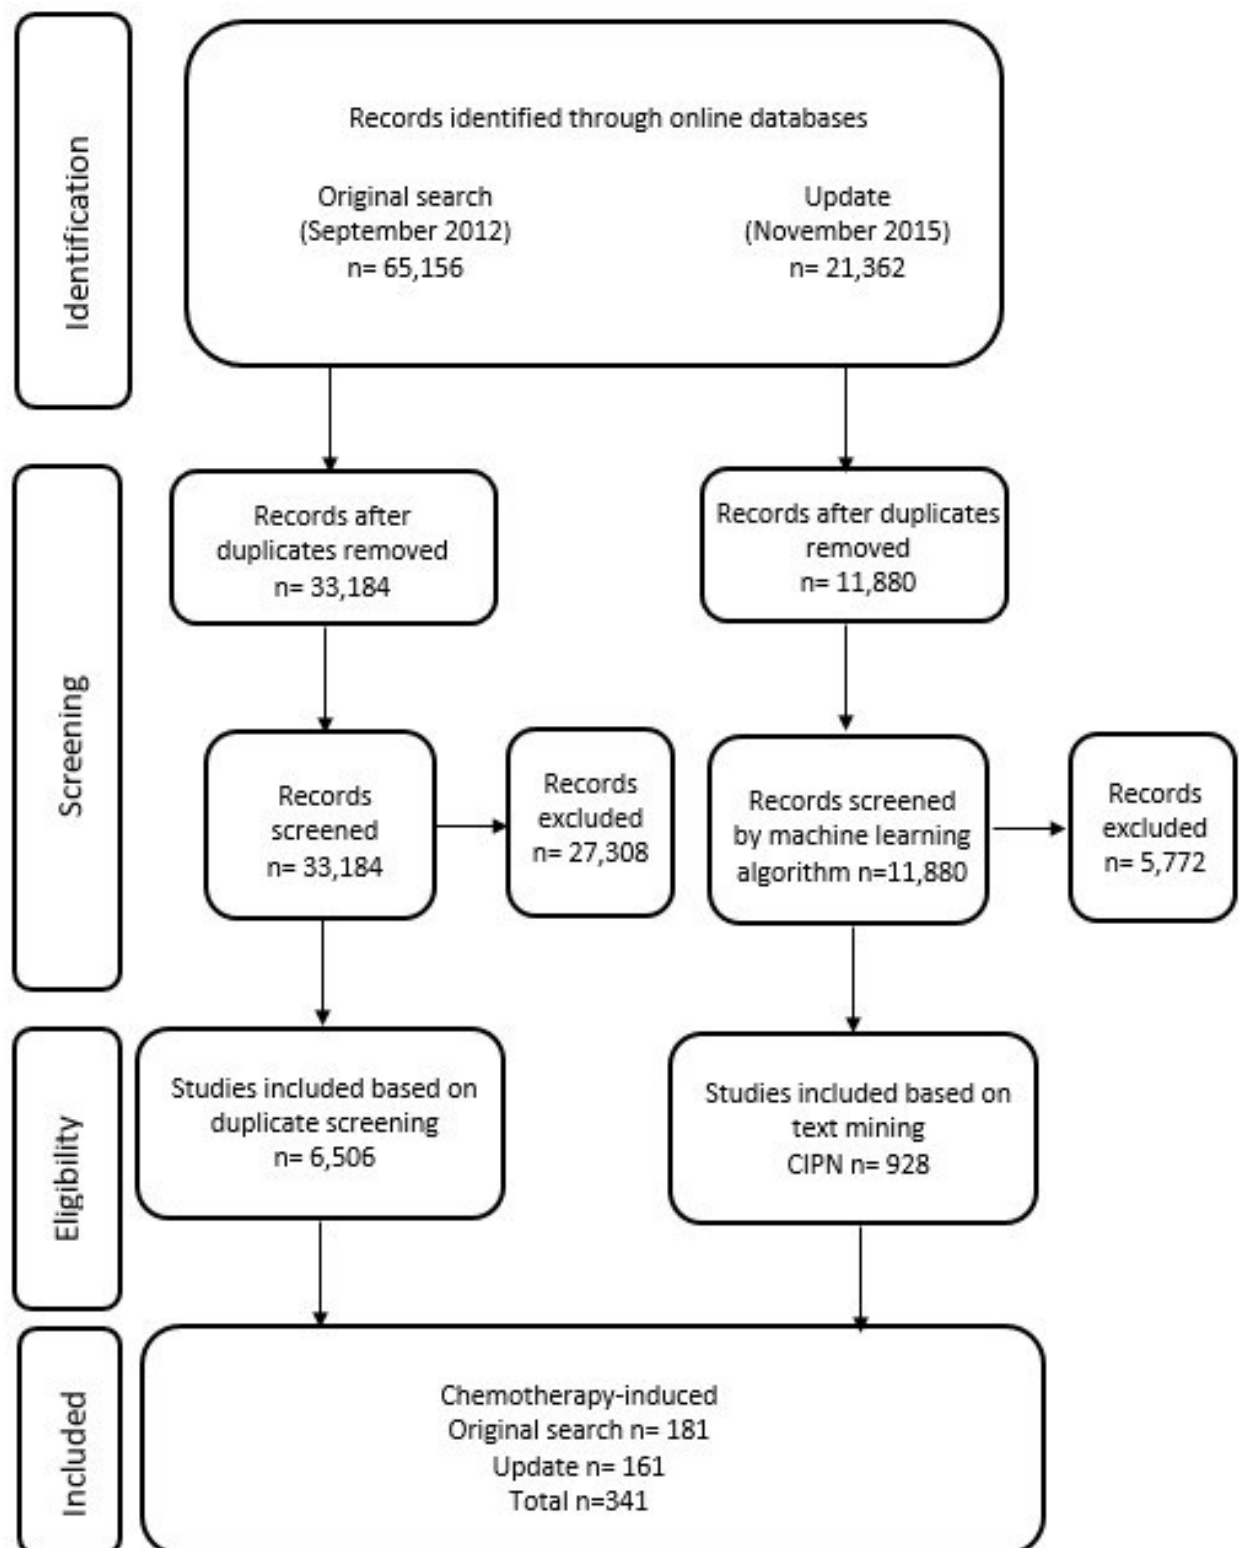 Identification
Records identified through online databases
Original search
(September 2012)
n= 65,156
Update
(November 2015)
n= 21,362
Screening
Records after
duplicates removed
n= 33,184
Records after duplicates
removed
n= 11,880
Records
screened
n= 33,184
Records
excluded
n= 27,308
Records screened
by machine learning
algorithm n=11,880
Records
excluded
n= 5,772
Eligibility
Studies included based on
duplicate screening
n= 6,506
Studies included based on
text mining
CIPN n= 928
Included
Chemotherapy-induced
Original search n= 181
Update n= 161
Total n=341